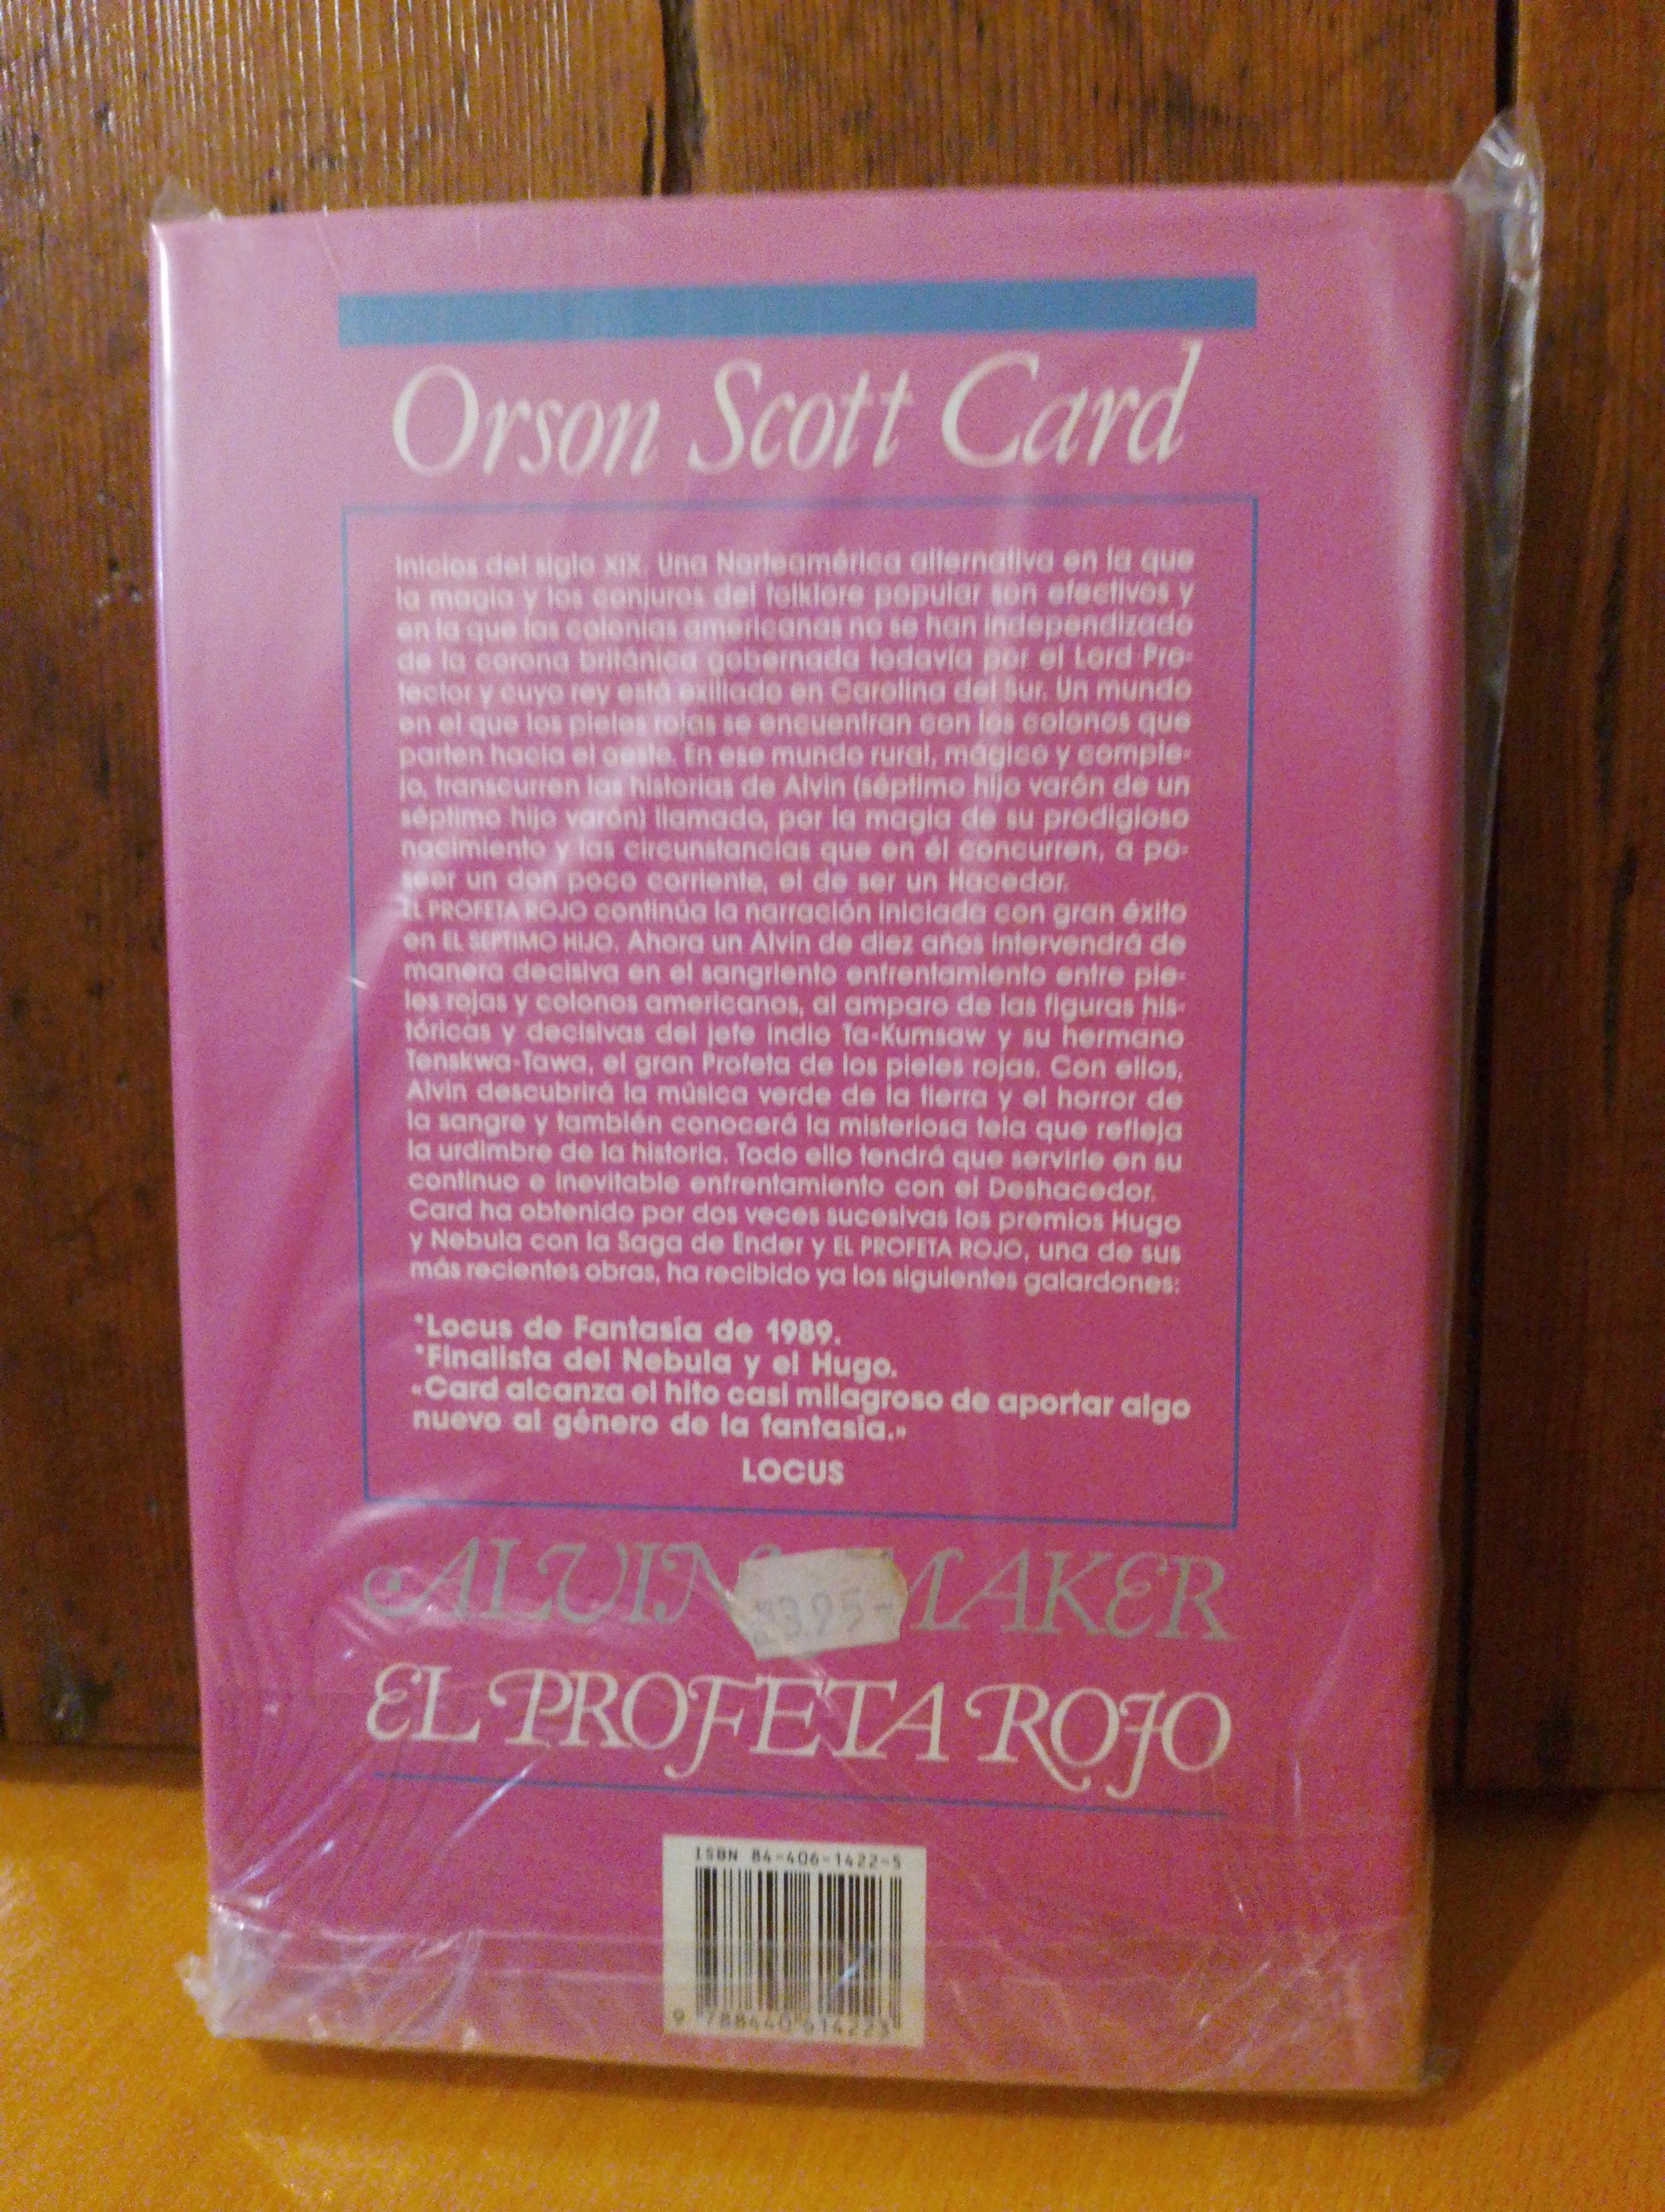 Orson Scott Card
Inicios del siglo XIX. Una Norteamérica alternativa en la que
la magia y los conjuros del folklore popular son efectivos y
en la que las colonias americanas no se han independizado
de la corona británica gobernada todavía por el Lord Pro-
tector y cuyo rey está exiliado en Carolina del Sur. Un mundo
en el que los pieles rojas se encuentran con los colonos que
parten hacia el oeste. En ese mundo rural, mágico y comple-
jo, transcurren las historias de Alvin (séptimo hijo varón de un
séptimo hijo varón) llamado, por la magia de su prodigioso
nacimiento y las circunstancias que en él concurren, a po-
seer un don poco corriente, el de ser un Hacedor.
EL PROFETA ROJO continúa la narración iniciada con gran éxito
en EL SEPTIMO HIJO. Ahora un Alvin de diez años intervendrá de
manera decisiva en el sangriento enfrentamiento entre pie-
les rojas y colonos americanos, al amparo de las figuras his-
tóricas y decisivas del jefe indio Ta-Kumsaw y su hermano
Tenskwa-Tawa, el gran Profeta de los pieles rojas. Con ellos,
Alvin descubrirá la música verde de la tierra y el horror de
la sangre y también conocerá la misteriosa tela que refleja
la urdimbre de la historia. Todo ello tendrá que servirle en su
continuo e inevitable enfrentamiento con el Deshacedor.
Card ha obtenido por dos veces sucesivas los premios Hugo
y Nebula con la Saga de Ender y EL PROFETA ROJO, una de sus
más recientes obras, ha recibido ya los siguientes galardones:
*Locus de Fantasía de 1989.
*Finalista del Nebula y el Hugo.
«Card alcanza el hito casi milagroso de aportar algo
nuevo al género de la fantasía.»
LOCUS
ALVIN MAKER
EL PROFETA ROJO
ISBN 84-406-1422-5
9 788440 614223